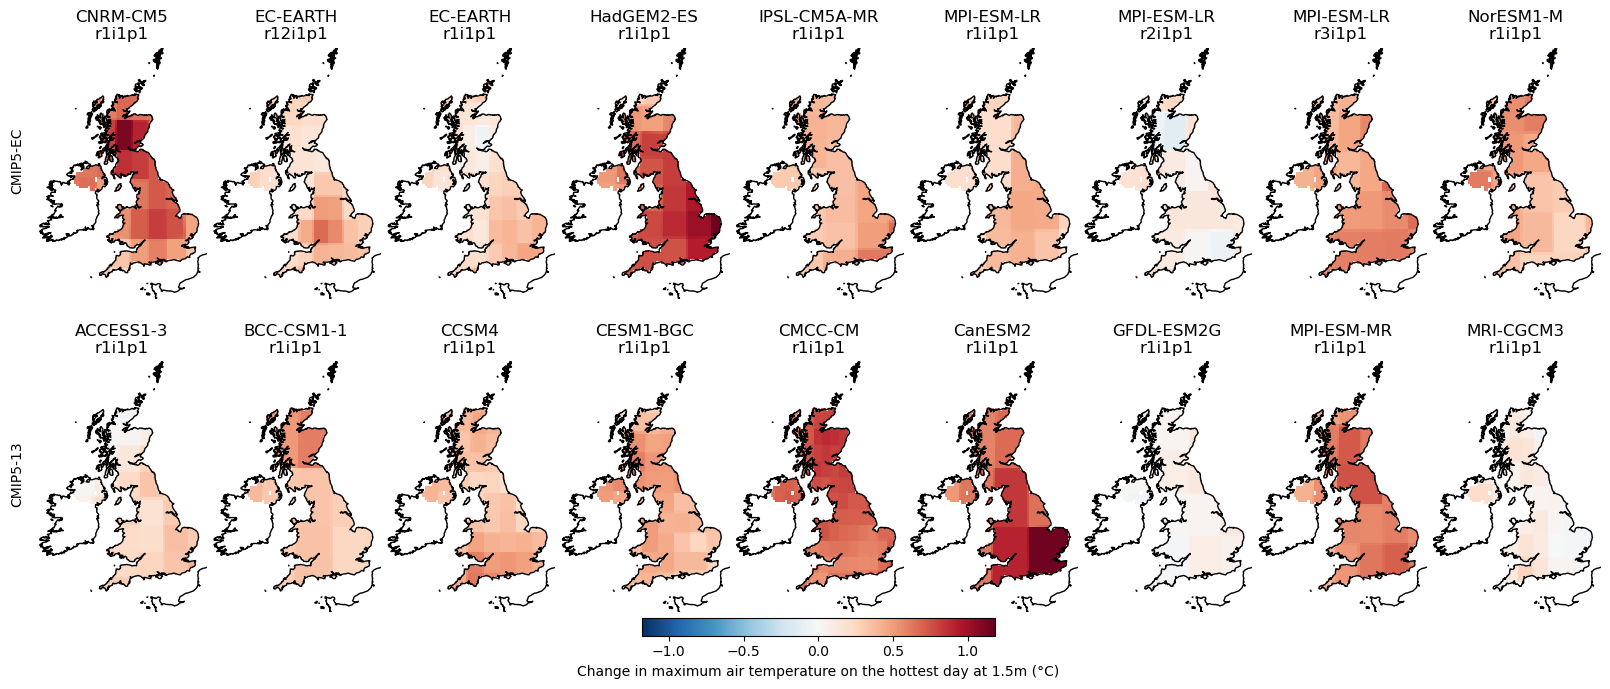 CNRM-CM5 EC-EARTH EC-EARTH HadGEM2-ES IPSL-CM5A-MR MPI-ESM-LR MPI-ESM-LR MPI-ESM-LR NorESM1-M
r1i1p1 r12i1p1 r1i1p1 r1i1p1 r1i1p1 r1i1p1 r2i1p1 r3i1p1 r1i1p1
CMIP5-EC
ACCESS1-3 BCC-CSM1-1 CCSM4 CESM1-BGC CMCC-CM CanESM2 GFDL-ESM2G MPI-ESM-MR MRI-CGCM3
r1i1p1 r1i1p1 r1i1p1 r1i1p1 r1i1p1 r1i1p1 r1i1p1 r1i1p1 r1i1p1
CMIP5-13
−1.0 −0.5 0.0 0.5 1.0
Change in maximum air temperature on the hottest day at 1.5m (°C)